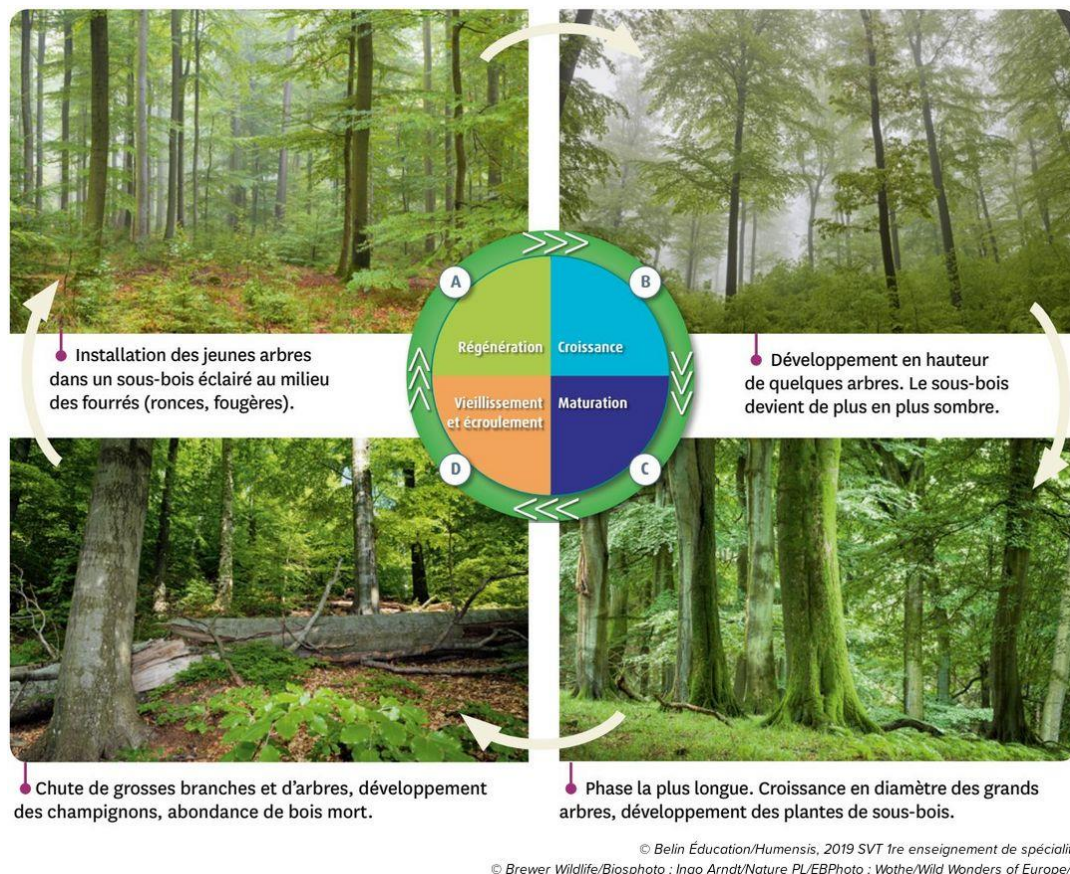 A
B
Régénération
Croissance
Vieillissement
et écroulement
Maturation
D
C
Installation des jeunes arbres
dans un sous-bois éclairé au milieu
des fourrés (ronces, fougères).
Développement en hauteur
de quelques arbres. Le sous-bois
devient de plus en plus sombre.
Chute de grosses branches et d’arbres, développement
des champignons, abondance de bois mort.
Phase la plus longue. Croissance en diamètre des grands
arbres, développement des plantes de sous-bois.
© Belin Éducation/Humensis, 2019 SVT 1re enseignement de spécialit
© Brewer Wildlife/Biosphoto ; Ingo Arndt/Nature PL/EBPhoto ; Wothe/Wild Wonders of Europe/